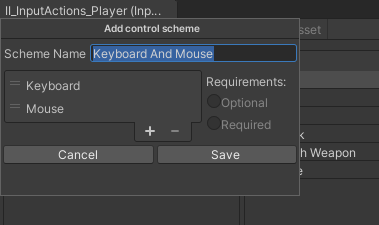 II_InputActions_Player (Inp...
Add control scheme
sset
Scheme Name Keyboard And Mouse
Keyboard
Mouse
Requirements:
Optional
Required
+ −
Cancel
Save
k
h Weapon
e